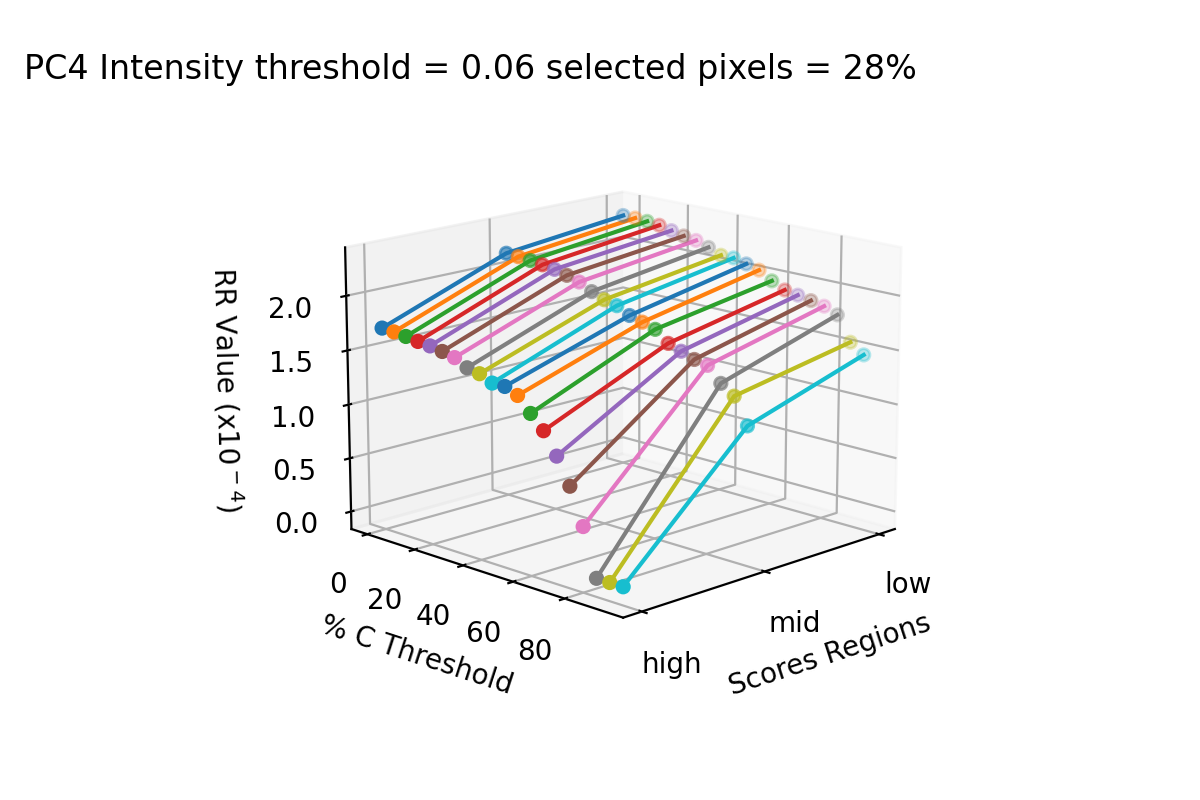 PC4 Intensity threshold = 0.06 selected pixels = 28%
RR Value (x10⁻⁴)
2.0
1.5
1.0
0.5
0.0
0
20
40
60
80
% C Threshold
high
mid
low
Scores Regions